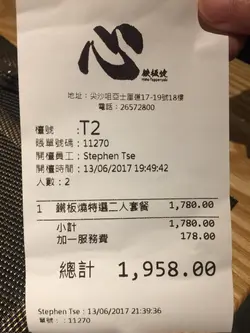 心
鐵板燒
地址：尖沙咀亞士厘道17-19號18樓
電話：26572800
檯號：T2
賬單號碼：11270
開檯員工：Stephen Tse
開檯時間：13/06/2017 19:49:42
人數：2
1 鐵板燒特選二人套餐 1,780.00
小計 1,780.00
加一服務費 178.00
總計 1,958.00
Stephen Tse：13/06/2017 21:39:36
單號：：11270